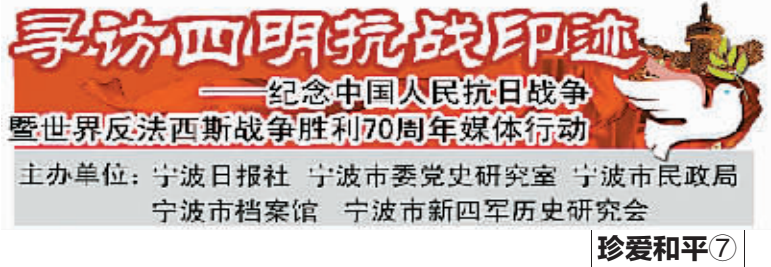 寻访四明抗战印迹
——纪念中国人民抗日战争
暨世界反法西斯战争胜利70周年媒体行动
主办单位：宁波日报社 宁波市委党史研究室 宁波市民政局
宁波市档案馆 宁波市新四军历史研究会
珍爱和平⑦